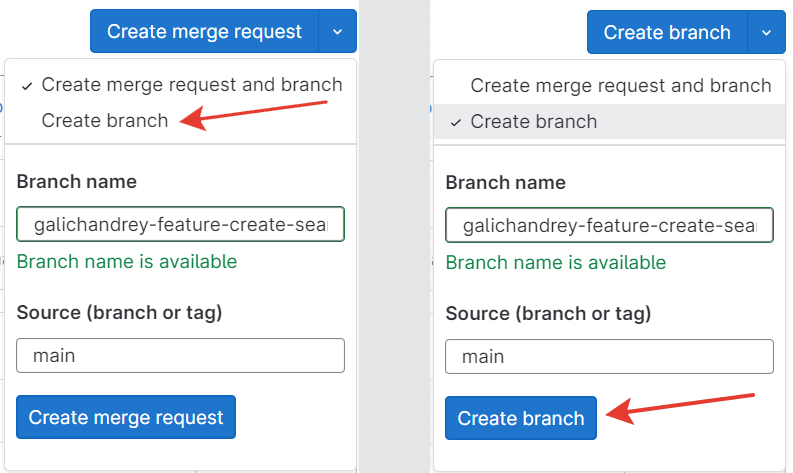 Create merge request
Create merge request and branch
Create branch
Branch name
galichandrey-feature-create-sea
Branch name is available
Source (branch or tag)
main
Create merge request
Create branch
Create merge request and branch
Create branch
Branch name
galichandrey-feature-create-sea
Branch name is available
Source (branch or tag)
main
Create branch